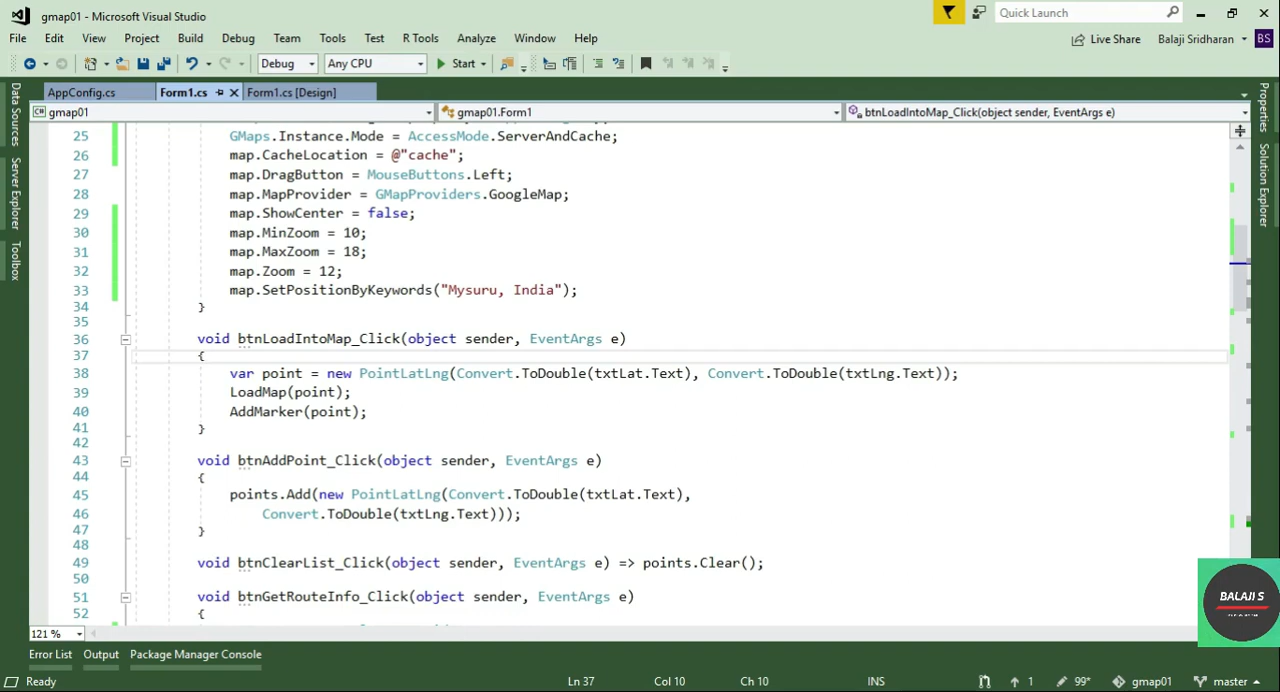 gmap01 - Microsoft Visual Studio
Quick Launch
File Edit View Project Build Debug Team Tools Test R Tools Analyze Window Help
Live Share Balaji Sridharan BS
Debug Any CPU Start
AppConfig.cs Form1.cs Form1.cs [Design]
gmap01 gmap01.Form1 btnLoadIntoMap_Click(object sender, EventArgs e)
Data Sources
Server Explorer
Toolbox
Properties
Solution Explorer
25 GMaps.Instance.Mode = AccessMode.ServerAndCache;
26 map.CacheLocation = @"cache";
27 map.DragButton = MouseButtons.Left;
28 map.MapProvider = GMapProviders.GoogleMap;
29 map.ShowCenter = false;
30 map.MinZoom = 10;
31 map.MaxZoom = 18;
32 map.Zoom = 12;
33 map.SetPositionByKeywords("Mysuru, India");
34 }
35
36 void btnLoadIntoMap_Click(object sender, EventArgs e)
37 {
38 var point = new PointLatLng(Convert.ToDouble(txtLat.Text), Convert.ToDouble(txtLng.Text));
39 LoadMap(point);
40 AddMarker(point);
41 }
42
43 void btnAddPoint_Click(object sender, EventArgs e)
44 {
45 points.Add(new PointLatLng(Convert.ToDouble(txtLat.Text),
46 Convert.ToDouble(txtLng.Text)));
47 }
48
49 void btnClearList_Click(object sender, EventArgs e) => points.Clear();
50
51 void btnGetRouteInfo_Click(object sender, EventArgs e)
52 {
BALAJI S
121 %
Error List Output Package Manager Console
Ready Ln 37 Col 10 Ch 10 INS 1 99* gmap01 master